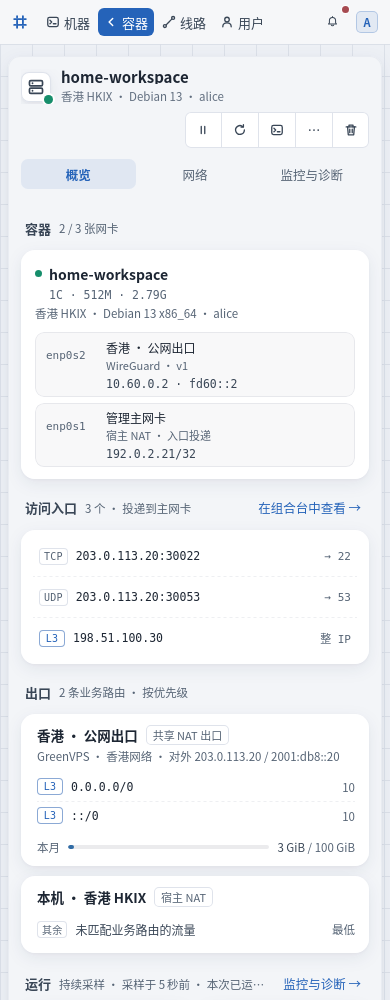 机器 容器 线路 用户 A
home-workspace
香港 HKIX • Debian 13 • alice
概览 网络 监控与诊断
容器 2 / 3 张网卡
home-workspace
1C · 512M · 2.79G
香港 HKIX • Debian 13 x86_64 • alice
enp0s2 香港 • 公网出口
WireGuard • v1
10.60.0.2 · fd60::2
enp0s1 管理主网卡
宿主 NAT • 入口投递
192.0.2.21/32
访问入口 3 个 • 投递到主网卡 在组合台中查看 →
TCP 203.0.113.20:30022 → 22
UDP 203.0.113.20:30053 → 53
L3 198.51.100.30 整 IP
出口 2 条业务路由 • 按优先级
香港 • 公网出口 共享 NAT 出口
GreenVPS • 香港网络 • 对外 203.0.113.20 / 2001:db8::20
L3 0.0.0.0/0 10
L3 ::/0 10
本月 3 GiB / 100 GiB
本机 • 香港 HKIX 宿主 NAT
其余 未匹配业务路由的流量 最低
运行 持续采样 • 采样于 5 秒前 • 本次已运… 监控与诊断 →